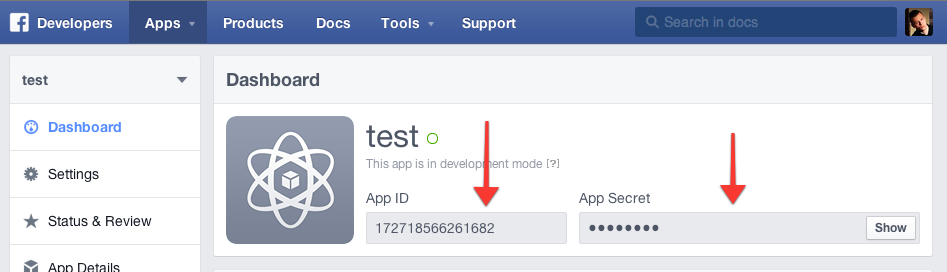 Developers Apps Products Docs Tools Support Search in docs
test
Dashboard
Settings
Status & Review
App Details
Dashboard
test
This app is in development mode [?]
App ID App Secret
172718566261682 •••••••• Show